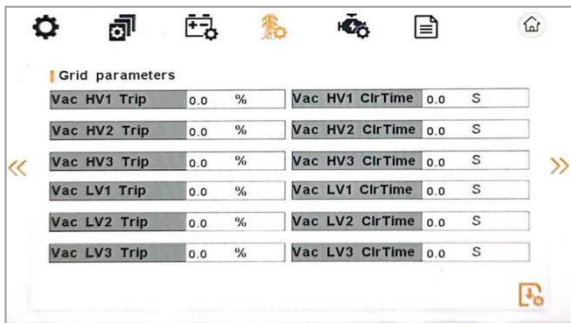 Grid parameters
Vac HV1 Trip 0.0 % Vac HV1 ClrTime 0.0 S
Vac HV2 Trip 0.0 % Vac HV2 ClrTime 0.0 S
Vac HV3 Trip 0.0 % Vac HV3 ClrTime 0.0 S
Vac LV1 Trip 0.0 % Vac LV1 ClrTime 0.0 S
Vac LV2 Trip 0.0 % Vac LV2 ClrTime 0.0 S
Vac LV3 Trip 0.0 % Vac LV3 ClrTime 0.0 S